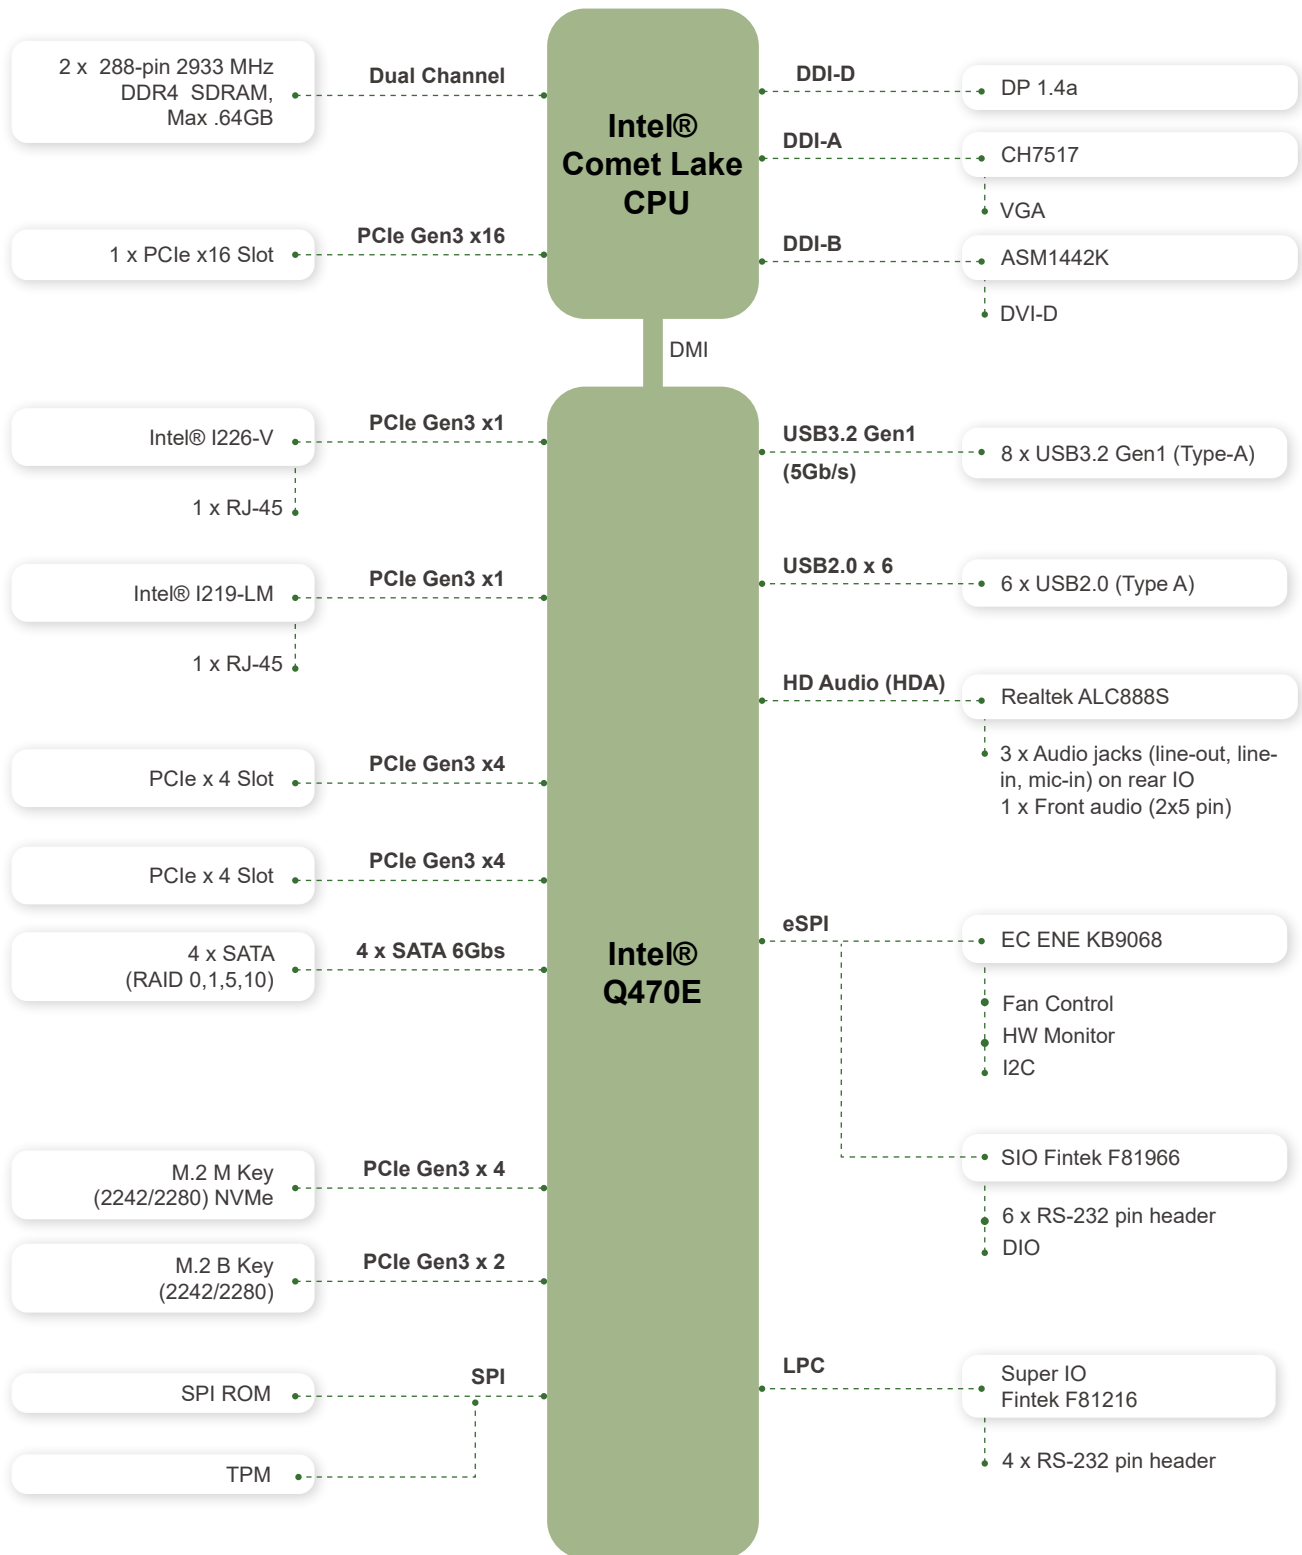 2 x  288-pin 2933 MHz
DDR4  SDRAM,
Max .64GB
Dual Channel
1 x PCIe x16 Slot
PCIe Gen3 x16
Intel®
Comet Lake
CPU
DDI-D
DP 1.4a
DDI-A
CH7517
VGA
DDI-B
ASM1442K
DVI-D
DMI
Intel® I226-V
PCIe Gen3 x1
1 x RJ-45
Intel® I219-LM
PCIe Gen3 x1
1 x RJ-45
PCIe x 4 Slot
PCIe Gen3 x4
PCIe x 4 Slot
PCIe Gen3 x4
4 x SATA
(RAID 0,1,5,10)
4 x SATA 6Gbs
M.2 M Key
(2242/2280) NVMe
PCIe Gen3 x 4
M.2 B Key
(2242/2280)
PCIe Gen3 x 2
SPI ROM
SPI
TPM
Intel®
Q470E
USB3.2 Gen1
(5Gb/s)
8 x USB3.2 Gen1 (Type-A)
USB2.0 x 6
6 x USB2.0 (Type A)
HD Audio (HDA)
Realtek ALC888S
3 x Audio jacks (line-out, line-
in, mic-in) on rear IO
1 x Front audio (2x5 pin)
eSPI
EC ENE KB9068
Fan Control
HW Monitor
I2C
SIO Fintek F81966
6 x RS-232 pin header
DIO
LPC
Super IO
Fintek F81216
4 x RS-232 pin header